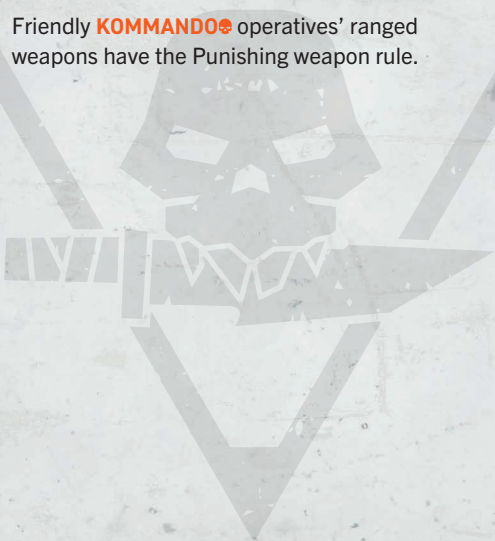 Friendly KOMMANDO operatives’ ranged
weapons have the Punishing weapon rule.